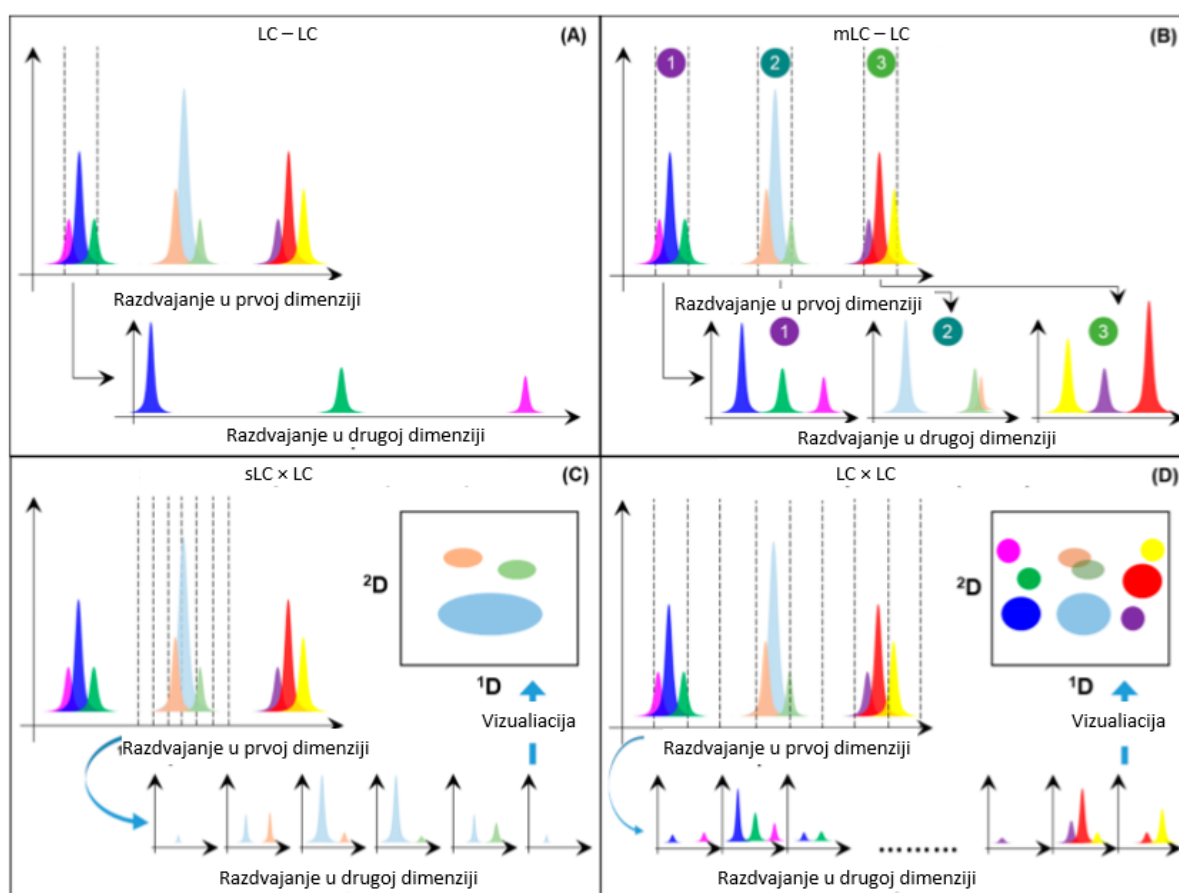 LC – LC
(A)
Razdvajanje u prvoj dimenziji
Razdvajanje u drugoj dimenziji
mLC – LC
(B)
1
2
3
Razdvajanje u prvoj dimenziji
1
2
3
Razdvajanje u drugoj dimenziji
sLC × LC
(C)
²D
¹D
Vizualiacija
Razdvajanje u prvoj dimenziji
Razdvajanje u drugoj dimenziji
LC × LC
(D)
²D
¹D
Vizualiacija
Razdvajanje u prvoj dimenziji
Razdvajanje u drugoj dimenziji